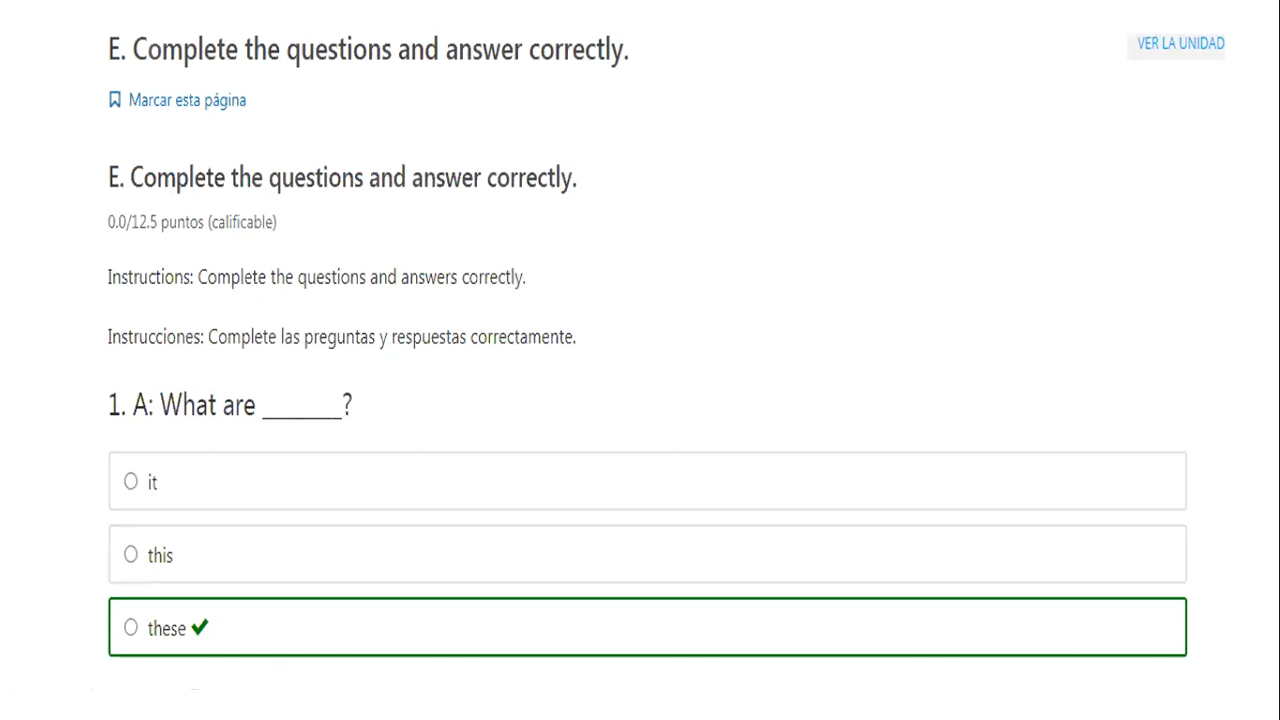 E. Complete the questions and answer correctly.
VER LA UNIDAD
Marcar esta página
E. Complete the questions and answer correctly.
0.0/12.5 puntos (calificable)
Instructions: Complete the questions and answers correctly.
Instrucciones: Complete las preguntas y respuestas correctamente.
1. A: What are _______?
it
this
these